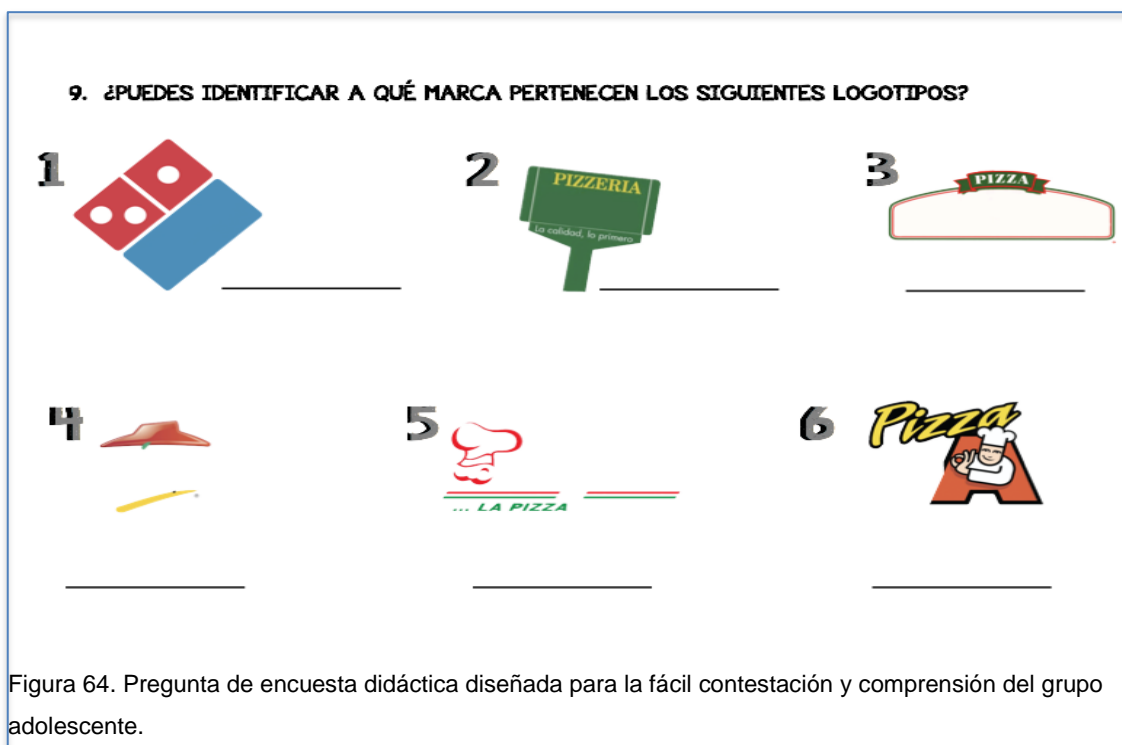 9. ¿PUEDES IDENTIFICAR A QUÉ MARCA PERTENECEN LOS SIGUIENTES LOGOTIPOS?
1
2
3
PIZZERIA
La calidad, lo primero
PIZZA
4
5
6
... LA PIZZA
Pizza
A
Figura 64. Pregunta de encuesta didáctica diseñada para la fácil contestación y comprensión del grupo
adolescente.